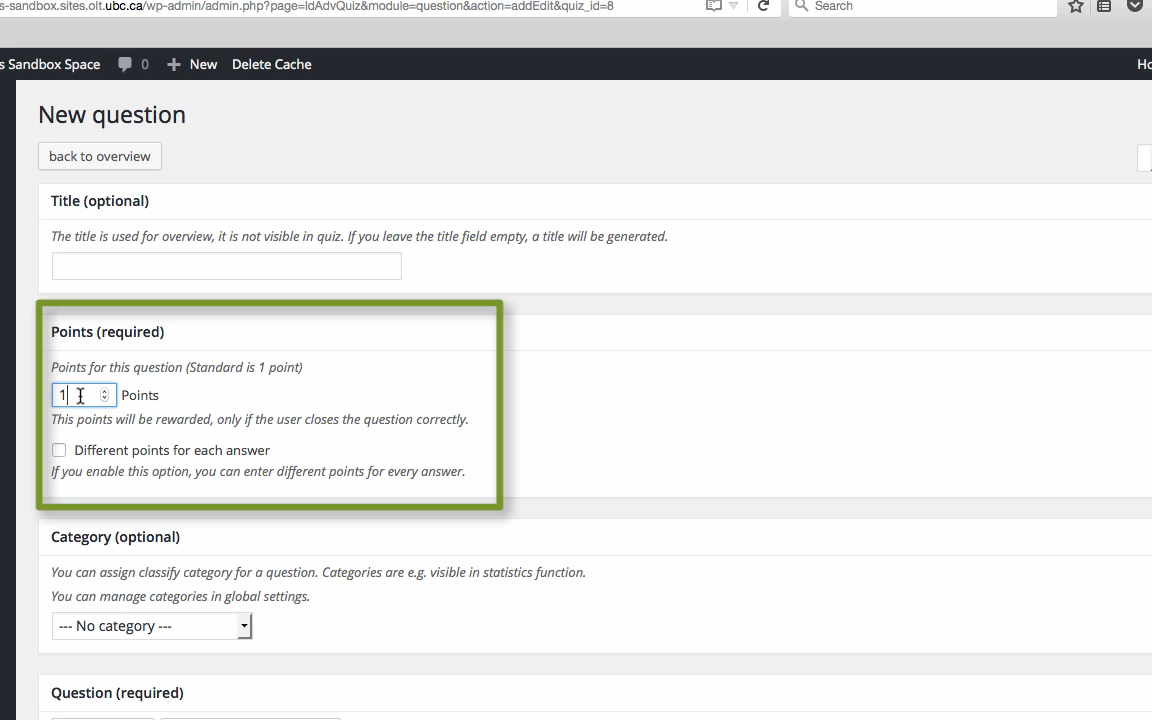 s-sandbox.sites.olt.ubc.ca/wp-admin/admin.php?page=ldAdvQuiz&module=question&action=addEdit&quiz_id=8
Search
s Sandbox Space 0 New Delete Cache
New question
back to overview
Title (optional)
The title is used for overview, it is not visible in quiz. If you leave the title field empty, a title will be generated.
Points (required)
Points for this question (Standard is 1 point)
1 Points
This points will be rewarded, only if the user closes the question correctly.
Different points for each answer
If you enable this option, you can enter different points for every answer.
Category (optional)
You can assign classify category for a question. Categories are e.g. visible in statistics function.
You can manage categories in global settings.
--- No category ---
Question (required)